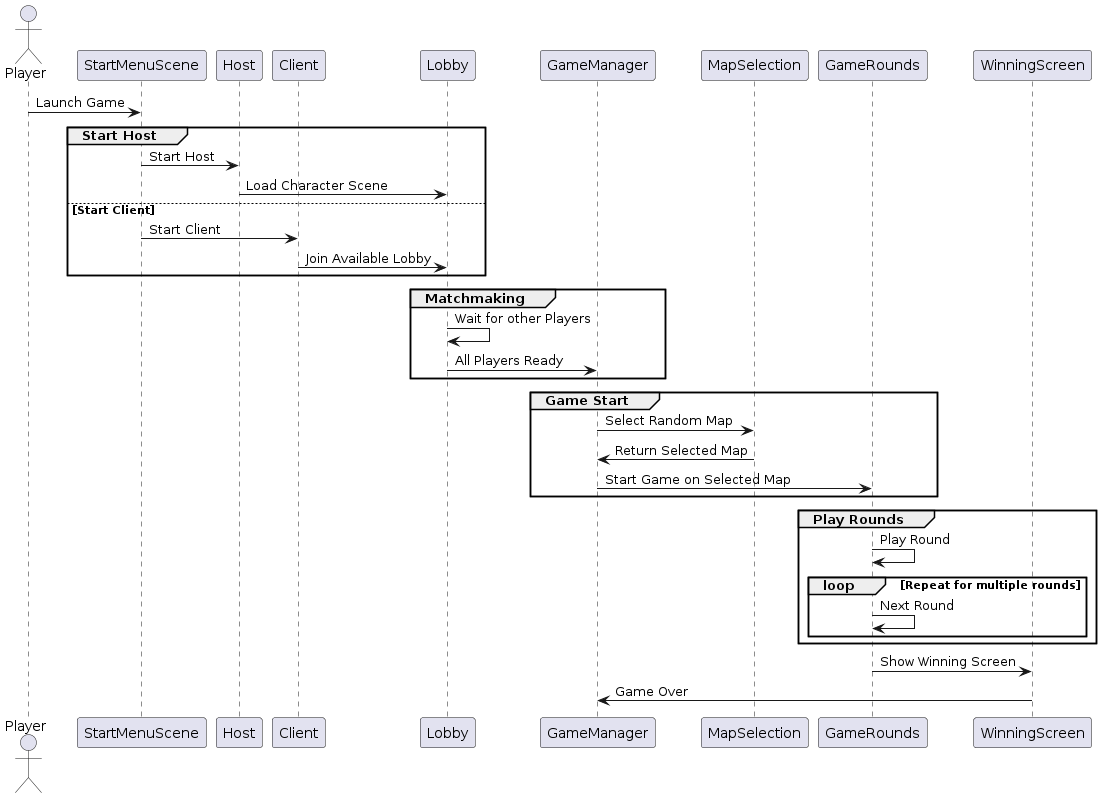 Player
StartMenuScene
Host
Client
Lobby
GameManager
MapSelection
GameRounds
WinningScreen
Launch Game
Start Host
Start Host
Load Character Scene
[Start Client]
Start Client
Join Available Lobby
Matchmaking
Wait for other Players
All Players Ready
Game Start
Select Random Map
Return Selected Map
Start Game on Selected Map
Play Rounds
Play Round
loop [Repeat for multiple rounds]
Next Round
Show Winning Screen
Game Over
Player
StartMenuScene
Host
Client
Lobby
GameManager
MapSelection
GameRounds
WinningScreen